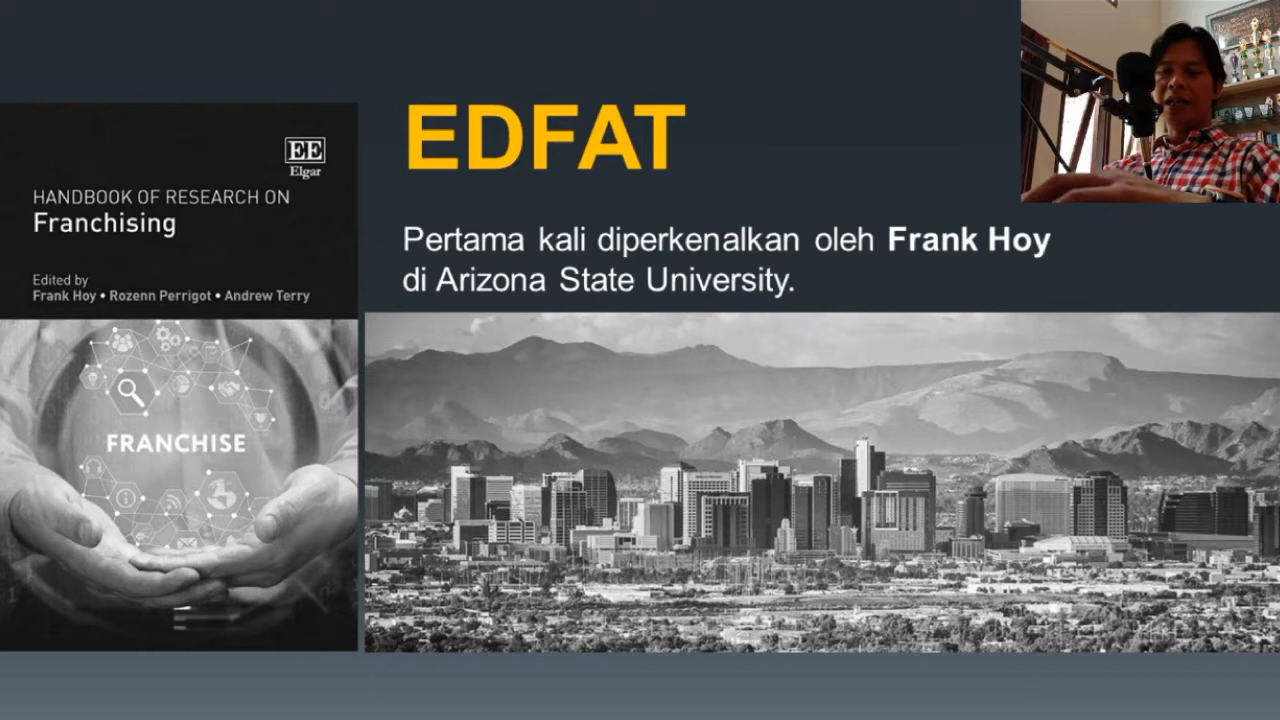 EDFAT
Pertama kali diperkenalkan oleh Frank Hoy
di Arizona State University.
EE
Elgar
HANDBOOK OF RESEARCH ON
Franchising
Edited by
Frank Hoy • Rozenn Perrigot • Andrew Terry
FRANCHISE